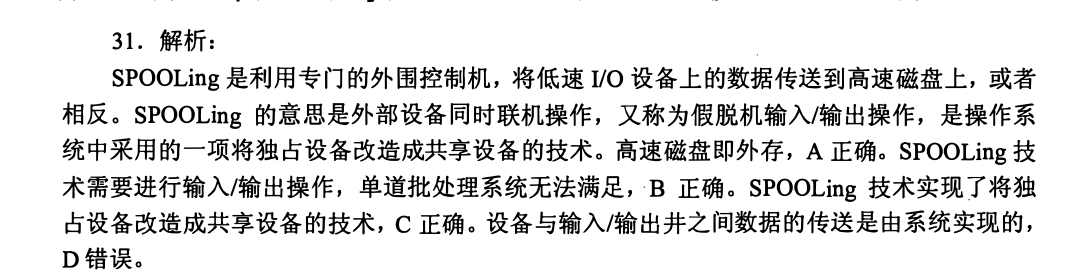 31．解析：
SPOOLing 是利用专门的外围控制机，将低速 I/O 设备上的数据传送到高速磁盘上，或者
相反。SPOOLing 的意思是外部设备同时联机操作，又称为假脱机输入/输出操作，是操作系
统中采用的一项将独占设备改造成共享设备的技术。高速磁盘即外存，A 正确。SPOOLing 技
术需要进行输入/输出操作，单道批处理系统无法满足，B 正确。SPOOLing 技术实现了将独
占设备改造成共享设备的技术，C 正确。设备与输入/输出井之间数据的传送是由系统实现的，
D 错误。